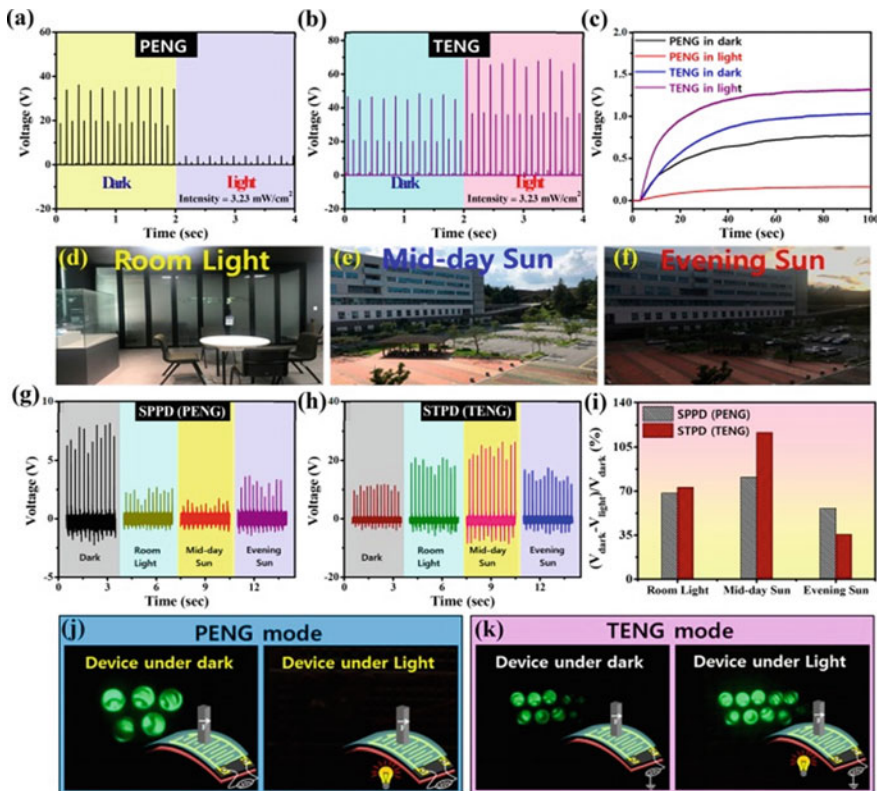 (a)
PENG
Voltage (V)
60
40
20
0
-20
Dark
Light
Intensity = 3.23 mW/cm²
0 1 2 3 4
Time (sec)
(b)
TENG
Voltage (V)
80
60
40
20
0
-20
Dark
Light
Intensity = 3.23 mW/cm²
0 1 2 3 4
Time (sec)
(c)
Voltage (V)
2.0
1.5
1.0
0.5
0
PENG in dark
PENG in light
TENG in dark
TENG in light
0 20 40 60 80 100
Time (sec)
(d) Room Light
(e) Mid-day Sun
(f) Evening Sun
(g)
SPPD (PENG)
Voltage (V)
10
5
0
-5
Dark
Room
Light
Mid-day
Sun
Evening
Sun
0 3 6 9 12
Time (sec)
(h)
STPD (TENG)
Voltage (V)
40
20
0
-20
Dark
Room
Light
Mid-day
Sun
Evening
Sun
0 3 6 9 12
Time (sec)
(i)
(V_dark-V_light)/V_dark (%)
140
105
70
35
0
SPPD (PENG)
STPD (TENG)
Room Light Mid-day Sun Evening Sun
(j)
PENG mode
Device under dark
Device under Light
(k)
TENG mode
Device under dark
Device under Light